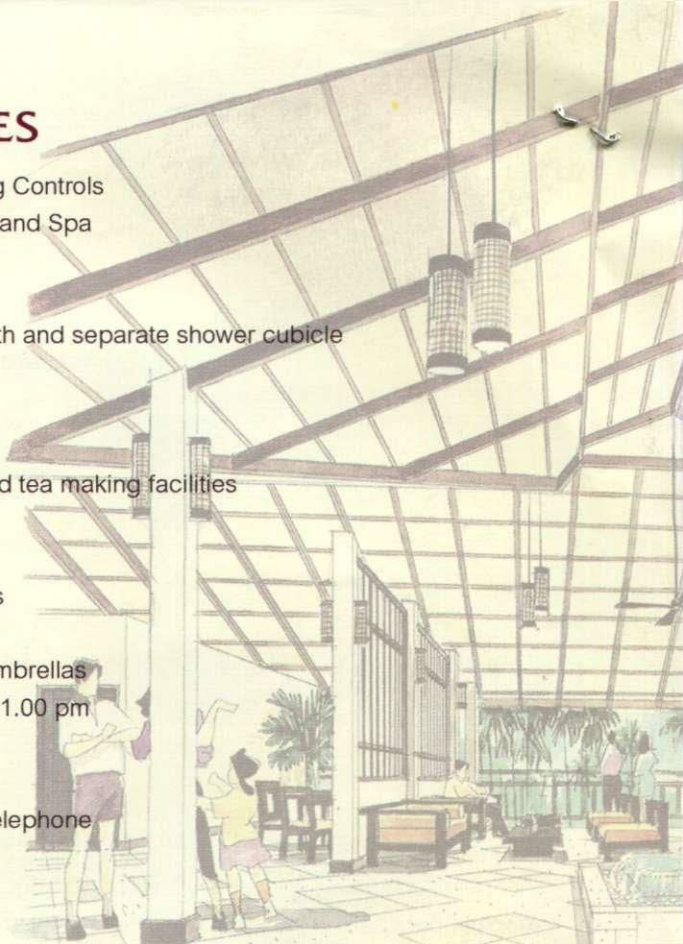 ES
g Controls
and Spa
th and separate shower cubicle
d tea making facilities
s
mbrellas
1.00 pm
elephone